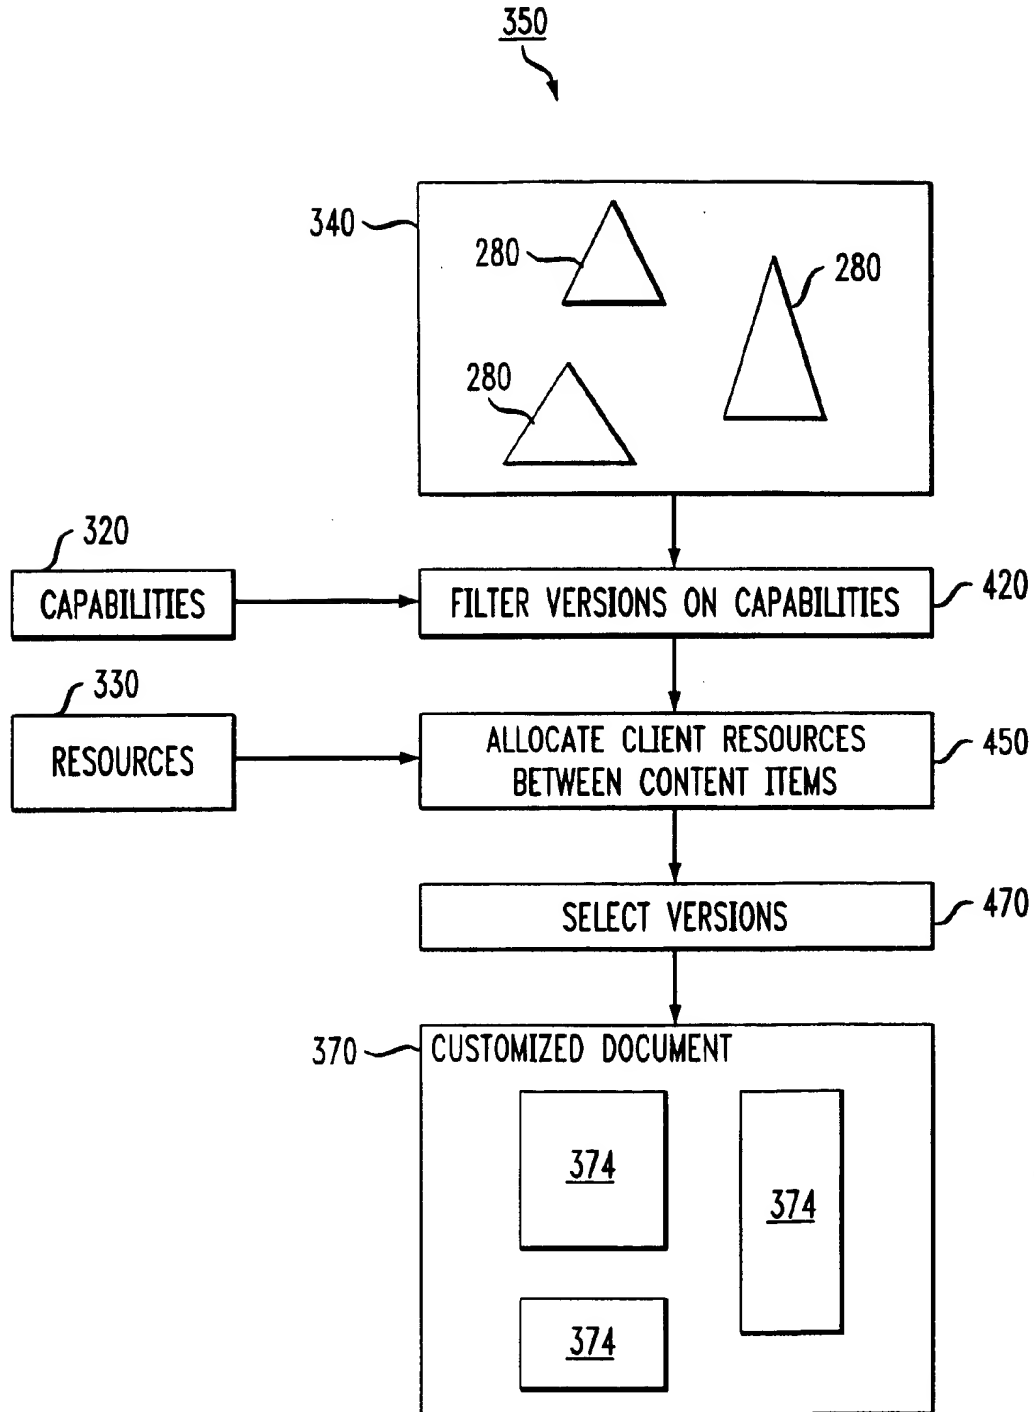 350
340
280
280
280
320
CAPABILITIES
FILTER VERSIONS ON CAPABILITIES
420
330
RESOURCES
ALLOCATE CLIENT RESOURCES
BETWEEN CONTENT ITEMS
450
SELECT VERSIONS
470
370
CUSTOMIZED DOCUMENT
374
374
374